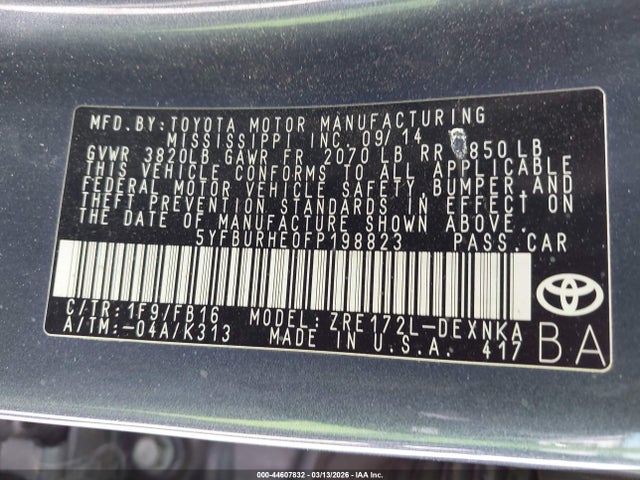 MFD.BY:TOYOTA MOTOR MANUFACTURING
MISSISSIPPI INC. 09/14
GVWR 3820LB GAWR FR 2070 LB RR 850 LB
THIS VEHICLE CONFORMS TO ALL APPLICABLE
FEDERAL MOTOR VEHICLE SAFETY, BUMPER, AND
THEFT PREVENTION STANDARDS IN EFFECT ON
THE DATE OF MANUFACTURE SHOWN ABOVE.
5YFBURHE0FP198823 PASS.CAR
C/TR:1F9/FB16 MODEL: ZRE172L-DEXNKA
A/TM:-04A/K313 MADE IN U.S.A. 417
BA
000-44607832 - 03/13/2026 - IAA Inc.